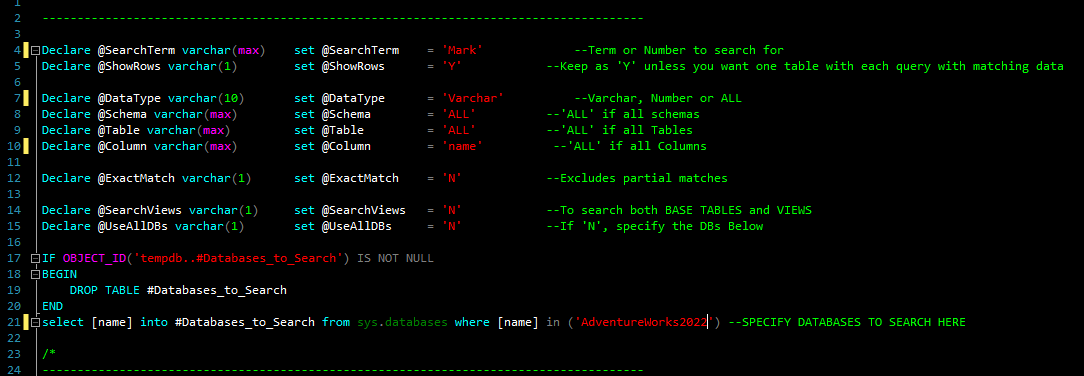 1
2 --------------------------------------------------------------------------------------
3
4 Declare @SearchTerm varchar(max) set @SearchTerm = 'Mark' --Term or Number to search for
5 Declare @ShowRows varchar(1) set @ShowRows = 'Y' --Keep as 'Y' unless you want one table with each query with matching data
6
7 Declare @DataType varchar(10) set @DataType = 'Varchar' --Varchar, Number or ALL
8 Declare @Schema varchar(max) set @Schema = 'ALL' --'ALL' if all schemas
9 Declare @Table varchar(max) set @Table = 'ALL' --'ALL' if all Tables
10 Declare @Column varchar(max) set @Column = 'name' --'ALL' if all Columns
11
12 Declare @ExactMatch varchar(1) set @ExactMatch = 'N' --Excludes partial matches
13
14 Declare @SearchViews varchar(1) set @SearchViews = 'N' --To search both BASE TABLES and VIEWS
15 Declare @UseAllDBs varchar(1) set @UseAllDBs = 'N' --If 'N', specify the DBs Below
16
17 IF OBJECT_ID('tempdb..#Databases_to_Search') IS NOT NULL
18 BEGIN
19 DROP TABLE #Databases_to_Search
20 END
21 select [name] into #Databases_to_Search from sys.databases where [name] in ('AdventureWorks2022') --SPECIFY DATABASES TO SEARCH HERE
22
23 /*
24 --------------------------------------------------------------------------------------